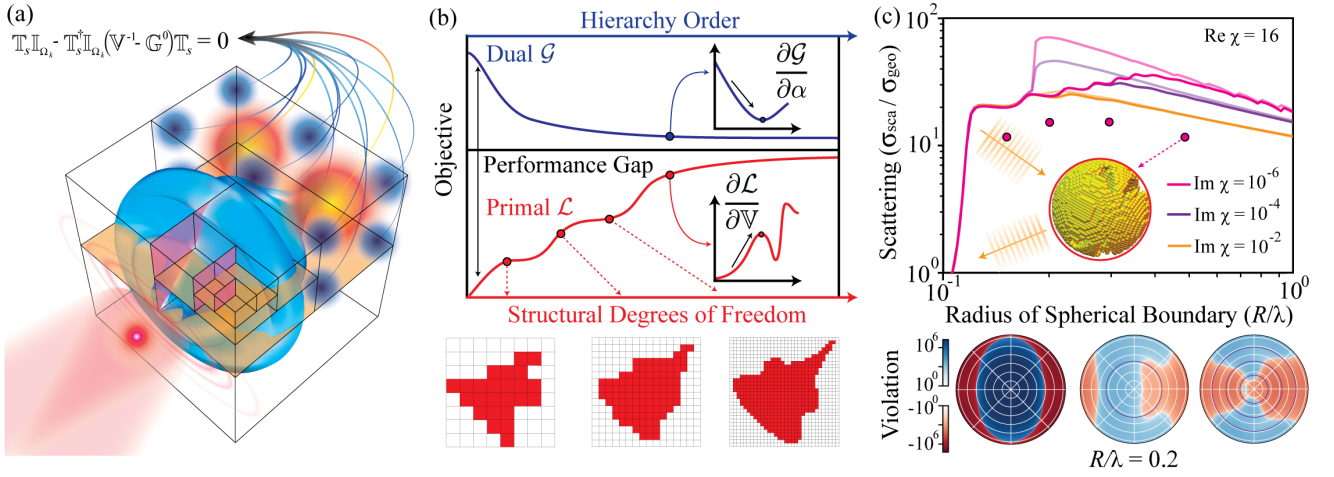 (a)
𝕋ₛ𝕀_Ωₖ - 𝕋ₛ†𝕀_Ωₖ(𝕍⁻¹ - 𝔾⁰)𝕋ₛ = 0
(b)
Hierarchy Order
Objective
Dual 𝒢
∂𝒢
∂α
Performance Gap
Primal ℒ
∂ℒ
∂𝕍
Structural Degrees of Freedom
(c)
Scattering (σsca / σgeo)
10²
10¹
10⁰
Re χ = 16
Im χ = 10⁻⁶
Im χ = 10⁻⁴
Im χ = 10⁻²
10⁻¹
10⁰
Radius of Spherical Boundary (R/λ)
Violation
10⁶
10⁰
-10⁰
-10⁶
R/λ = 0.2